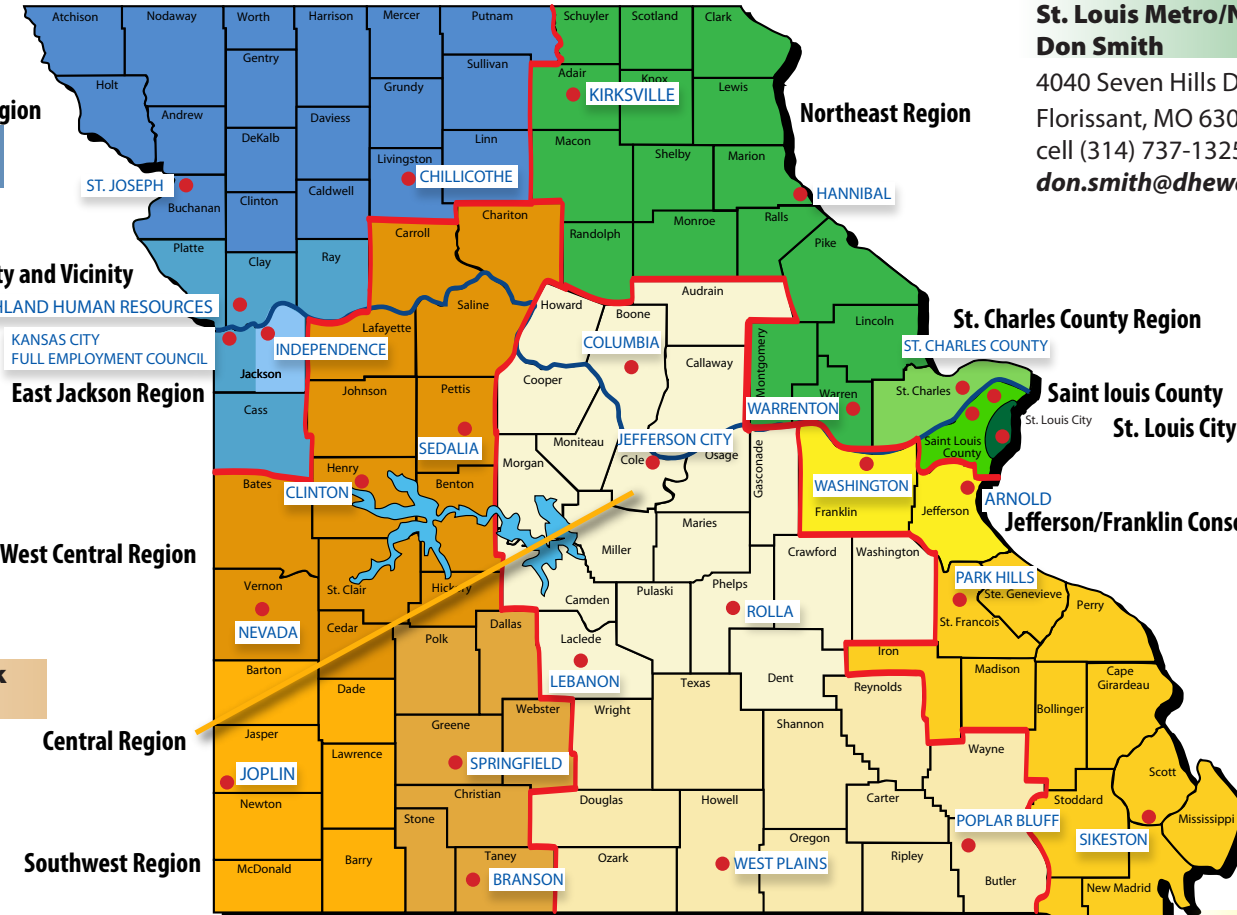 Atchison
Nodaway
Worth
Harrison
Mercer
Putnam
Schuyler
Scotland
Clark
St. Louis Metro/N
Don Smith
4040 Seven Hills D
Florissant, MO 630
cell (314) 737-1325
don.smith@dhewd
Gentry
Sullivan
Holt
Grundy
Adair
Knox
Lewis
KIRKSVILLE
gion
Andrew
Daviess
Northeast Region
DeKalb
Linn
Macon
Livingston
Shelby
Marion
CHILLICOTHE
ST. JOSEPH
Caldwell
HANNIBAL
Buchanan
Clinton
Chariton
Carroll
Randolph
Monroe
Ralls
Pike
Platte
Clay
Ray
ty and Vicinity
HLAND HUMAN RESOURCES
Saline
Howard
Audrain
Boone
Lafayette
Lincoln
St. Charles County Region
KANSAS CITY
FULL EMPLOYMENT COUNCIL
INDEPENDENCE
COLUMBIA
ST. CHARLES COUNTY
Montgomery
Callaway
Jackson
East Jackson Region
Johnson
Pettis
Cooper
Warren
St. Charles
Saint louis County
Cass
WARRENTON
St. Louis City
St. Louis City
SEDALIA
Moniteau
JEFFERSON CITY
Saint Louis
County
Morgan
Cole
Osage
Gasconade
Henry
Bates
CLINTON
Benton
WASHINGTON
ARNOLD
Franklin
Jefferson
Jefferson/Franklin Conso
Maries
Miller
Crawford
Washington
West Central Region
Vernon
St. Clair
Hickory
Camden
Pulaski
Phelps
PARK HILLS
Ste. Genevieve
Perry
ROLLA
NEVADA
Cedar
Polk
Dallas
Laclede
St. Francois
Iron
Barton
LEBANON
Dent
Madison
Cape
Girardeau
k
Dade
Texas
Reynolds
Webster
Wright
Bollinger
Central Region
Jasper
Greene
Shannon
Wayne
Lawrence
JOPLIN
SPRINGFIELD
Scott
Newton
Christian
Douglas
Howell
Carter
Stoddard
Stone
POPLAR BLUFF
Mississippi
Oregon
SIKESTON
Southwest Region
McDonald
Barry
Taney
Ozark
WEST PLAINS
Ripley
BRANSON
Butler
New Madrid